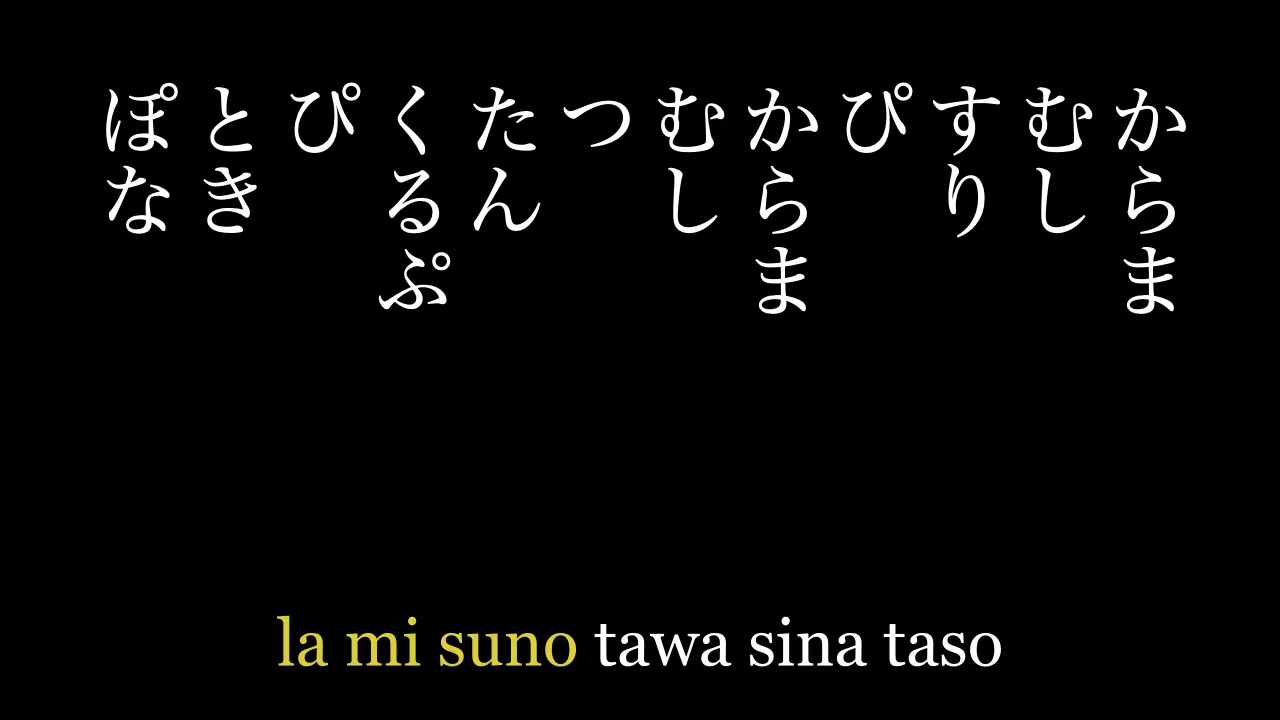 からま
むし
すり
ぴ
からま
むし
つ
たん
くるぷ
ぴ
とき
ぽな
la mi suno tawa sina taso